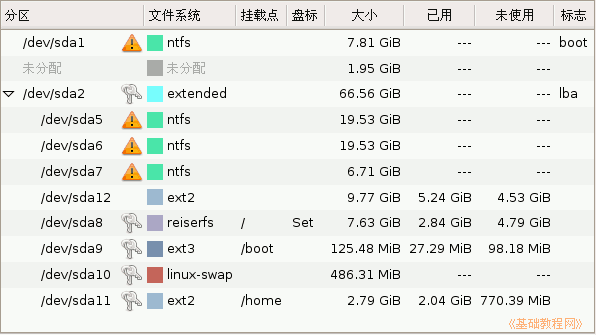 分区 文件系统 挂载点 盘标 大小 已用 未使用 标志
/dev/sda1 ntfs 7.81 GiB --- --- boot
未分配 未分配 1.95 GiB --- ---
/dev/sda2 extended 66.56 GiB --- --- lba
/dev/sda5 ntfs 19.53 GiB --- ---
/dev/sda6 ntfs 19.53 GiB --- ---
/dev/sda7 ntfs 6.71 GiB --- ---
/dev/sda12 ext2 9.77 GiB 5.24 GiB 4.53 GiB
/dev/sda8 reiserfs / Set 7.63 GiB 2.84 GiB 4.79 GiB
/dev/sda9 ext3 /boot 125.48 MiB 27.29 MiB 98.18 MiB
/dev/sda10 linux-swap 486.31 MiB --- ---
/dev/sda11 ext2 /home 2.79 GiB 2.04 GiB 770.39 MiB
《基础教程网》